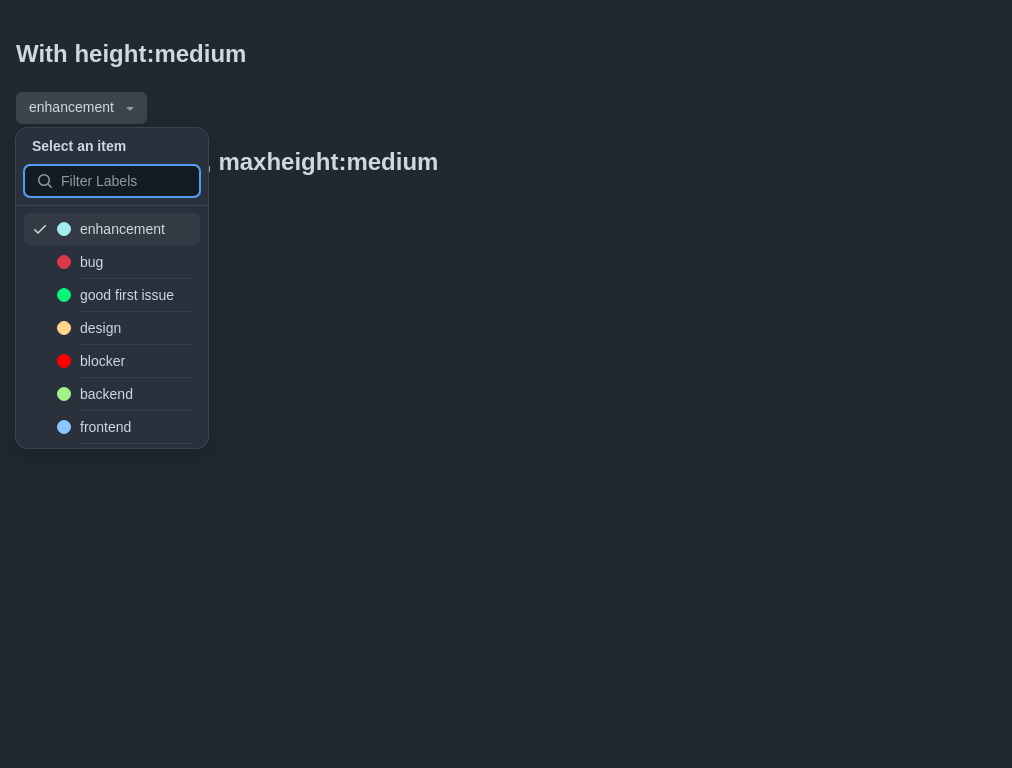 With height:medium
enhancement
Select an item
, maxheight:medium
Filter Labels
enhancement
bug
good first issue
design
blocker
backend
frontend